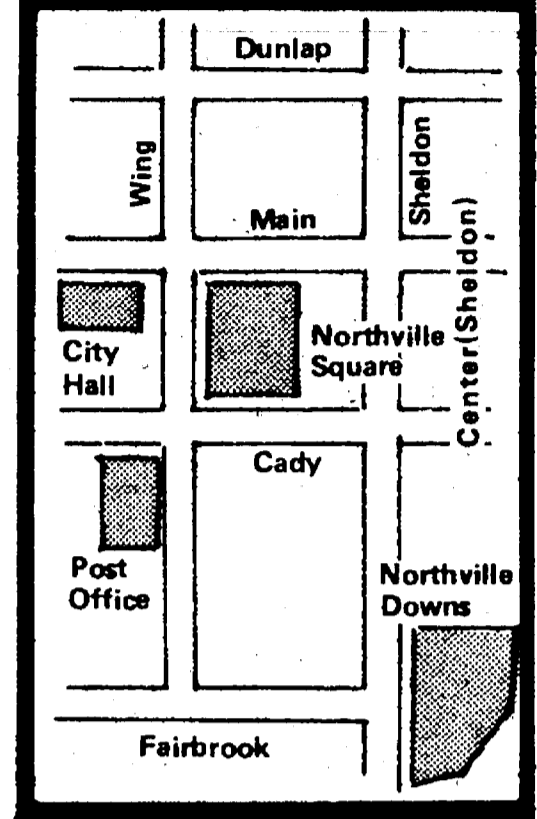 Dunlap
Wing
Sheldon
Main
Center(Sheldon)
City
Hall
Northville
Square
Cady
Post
Office
Northville
Downs
Fairbrook